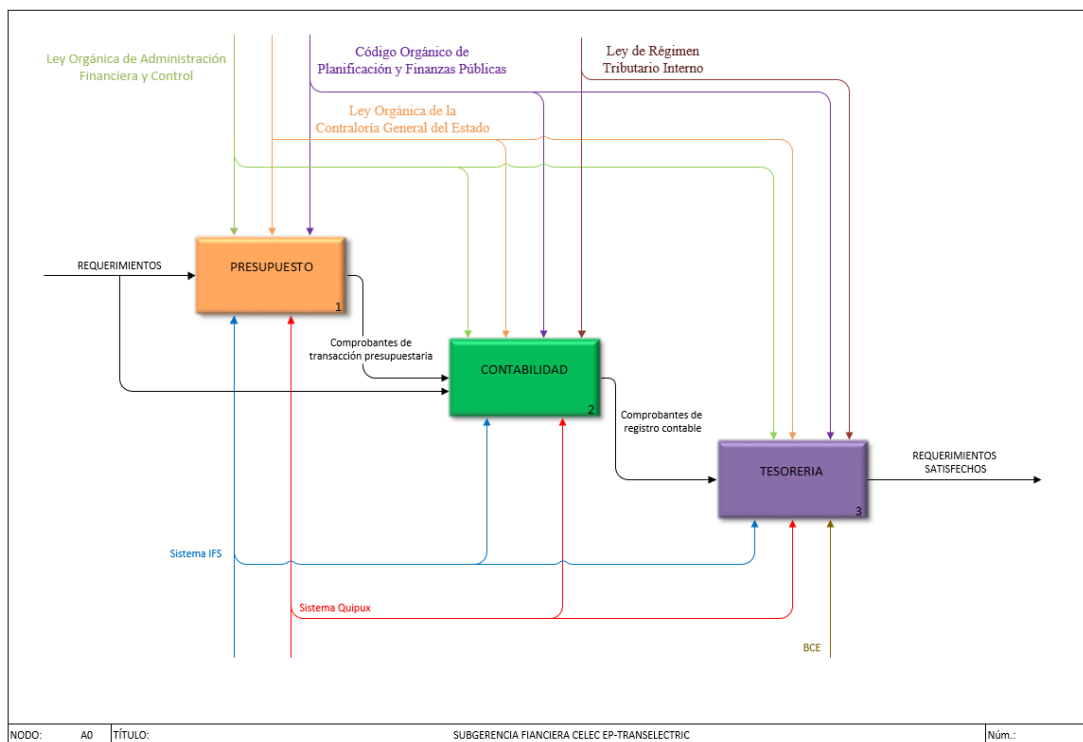 Ley Orgánica de Administración
Financiera y Control
Código Orgánico de
Planificación y Finanzas Públicas
Ley de Régimen
Tributario Interno
Ley Orgánica de la
Contraloría General del Estado
REQUERIMIENTOS
PRESUPUESTO
1
Comprobantes de
transacción presupuestaria
CONTABILIDAD
2
Comprobantes de
registro contable
TESORERIA
3
REQUERIMIENTOS
SATISFECHOS
Sistema IFS
Sistema Quipux
BCE
NODO: A0 TÍTULO: SUBGERENCIA FIANCIERA CELEC EP-TRANSELECTRIC Núm.: